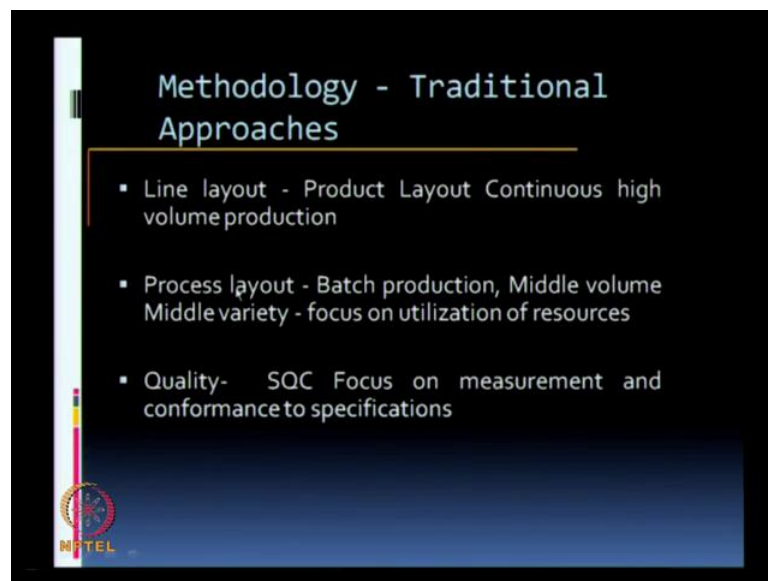 Methodology - Traditional
Approaches
▪ Line layout - Product Layout Continuous high
volume production
▪ Process layout - Batch production, Middle volume
Middle variety - focus on utilization of resources
▪ Quality- SQC Focus on measurement and
conformance to specifications
NPTEL